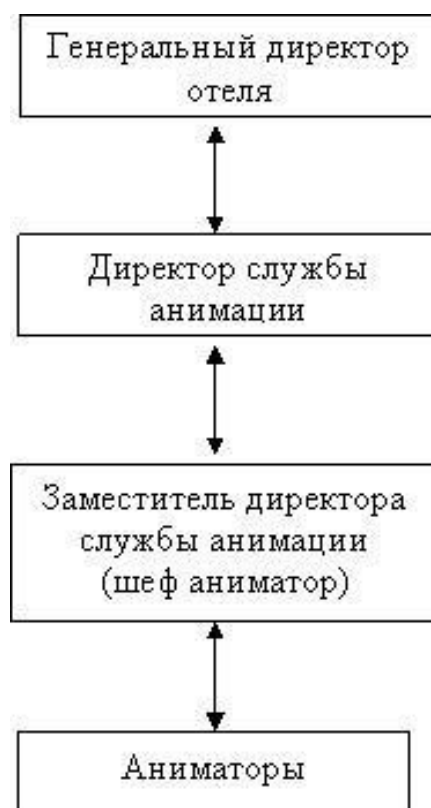 Генеральный директор
отеля
Директор службы
анимации
Заместитель директора
службы анимации
(шеф аниматор)
Аниматоры